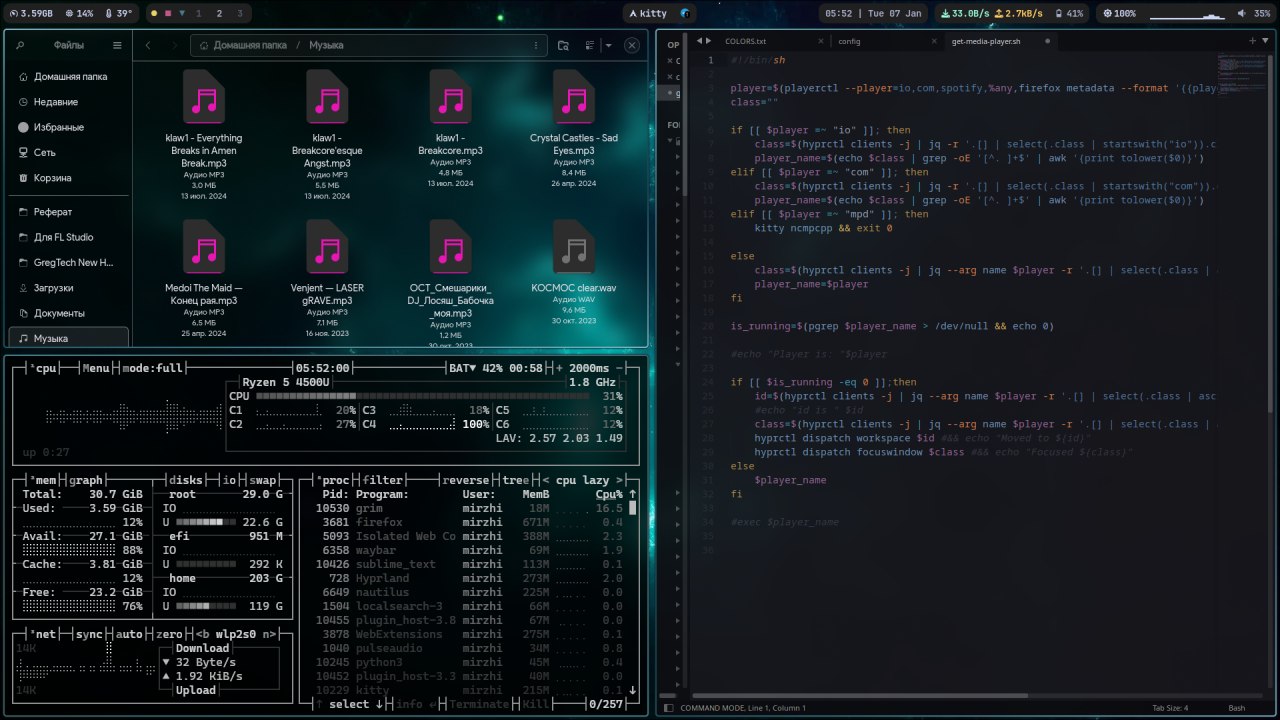 3.59GB 14% 39° 1 2 3
kitty
05:52 | Tue 07 Jan 33.0B/s 2.7kB/s 41% 100% 35%
Файлы
Домашняя папка / Музыка
Домашняя папка
Недавние
Избранные
Сеть
Корзина
Реферат
Для FL Studio
GregTech New H...
Загрузки
Документы
Музыка
klaw1 - Everything
Breaks in Amen
Break.mp3
Аудио MP3
3.0 МБ
13 июл. 2024
klaw1 -
Breakcore'esque
Angst.mp3
Аудио MP3
5,5 МБ
13 июл. 2024
klaw1 -
Breakcore.mp3
Аудио MP3
4.8 МБ
13 июл. 2024
Crystal Castles - Sad
Eyes.mp3
Аудио MP3
8,4 МБ
26 апр. 2024
Medoi The Maid —
Конец рая.mp3
Аудио MP3
6,5 МБ
25 апр. 2024
Venjent — LASER
gRAVE.mp3
Аудио MP3
7,1 МБ
16 ноя. 2023
ОСТ_Смешарики_
DJ_Лосяш_Бабочка
_моя.mp3
Аудио MP3
1.2 МБ
30 окт. 2023
КОСМОС clear.wav
Аудио WAV
9.6 МБ
30 окт. 2023
¹cpu Menu mode:full 05:52:00 BAT▼ 42% 00:58 + 2000ms -
Ryzen 5 4500U 1.8 GHz
CPU 31%
C1 20% C3 18% C5 12%
C2 27% C4 100% C6 12%
LAV: 2.57 2.03 1.49
up 0:27
²mem graph disks io swap
Total: 30.7 GiB
Used: 3.59 GiB
12%
Avail: 27.1 GiB
88%
Cache: 3.81 GiB
12%
Free: 23.2 GiB
76%
root 29.0 G
IO
U 22.6 G
efi 951 M
IO
U 292 K
home 203 G
IO
U 119 G
³net sync auto zero <b wlp2s0 n>
14K
Download
▼ 32 Byte/s
▲ 1.92 KiB/s
Upload
14K
⁴proc filter reverse tree < cpu lazy >
Pid: Program: User: MemB Cpu% ↑
10530 grim mirzhi 18M 16.5
3681 firefox mirzhi 671M 0.4
5093 Isolated Web Co mirzhi 388M 2.3
6358 waybar mirzhi 69M 1.9
10426 sublime_text mirzhi 113M 0.1
728 Hyprland mirzhi 273M 2.0
6649 nautilus mirzhi 225M 0.0
1504 localsearch-3 mirzhi 66M 0.0
10455 plugin_host-3.8 mirzhi 67M 0.0
3878 WebExtensions mirzhi 275M 0.1
1040 pulseaudio mirzhi 34M 0.8
10245 python3 mirzhi 45M 0.4
10452 plugin_host-3.3 mirzhi 40M 0.0
10229 kitty mirzhi 215M 0.1 ↓
↑ select ↓ info ↵ Terminate Kill 0/257
OP
FO
COLORS.txt config get-media-player.sh
1 #!/bin/sh
player=$(playerctl --player=io,com,spotify,%any,firefox metadata --format '{{play
class=""
if [[ $player =~ "io" ]]; then
class=$(hyprctl clients -j | jq -r '.[] | select(.class | startswith("io")).c
player_name=$(echo $class | grep -oE '[^. ]+$' | awk '{print tolower($0)}')
elif [[ $player =~ "com" ]]; then
class=$(hyprctl clients -j | jq -r '.[] | select(.class | startswith("com")).
player_name=$(echo $class | grep -oE '[^. ]+$' | awk '{print tolower($0)}')
elif [[ $player =~ "mpd" ]]; then
kitty ncmpcpp && exit 0
else
class=$(hyprctl clients -j | jq --arg name $player -r '.[] | select(.class |
player_name=$player
fi
is_running=$(pgrep $player_name > /dev/null && echo 0)
#echo "Player is: "$player
if [[ $is_running -eq 0 ]];then
id=$(hyprctl clients -j | jq --arg name $player -r '.[] | select(.class | asc
#echo "id is " $id
class=$(hyprctl clients -j | jq --arg name $player -r '.[] | select(.class |
hyprctl dispatch workspace $id #&& echo "Moved to ${id}"
hyprctl dispatch focuswindow $class #&& echo "Focused ${class}"
else
$player_name
fi
#exec $player_name
COMMAND MODE, Line 1, Column 1 Tab Size: 4 Bash